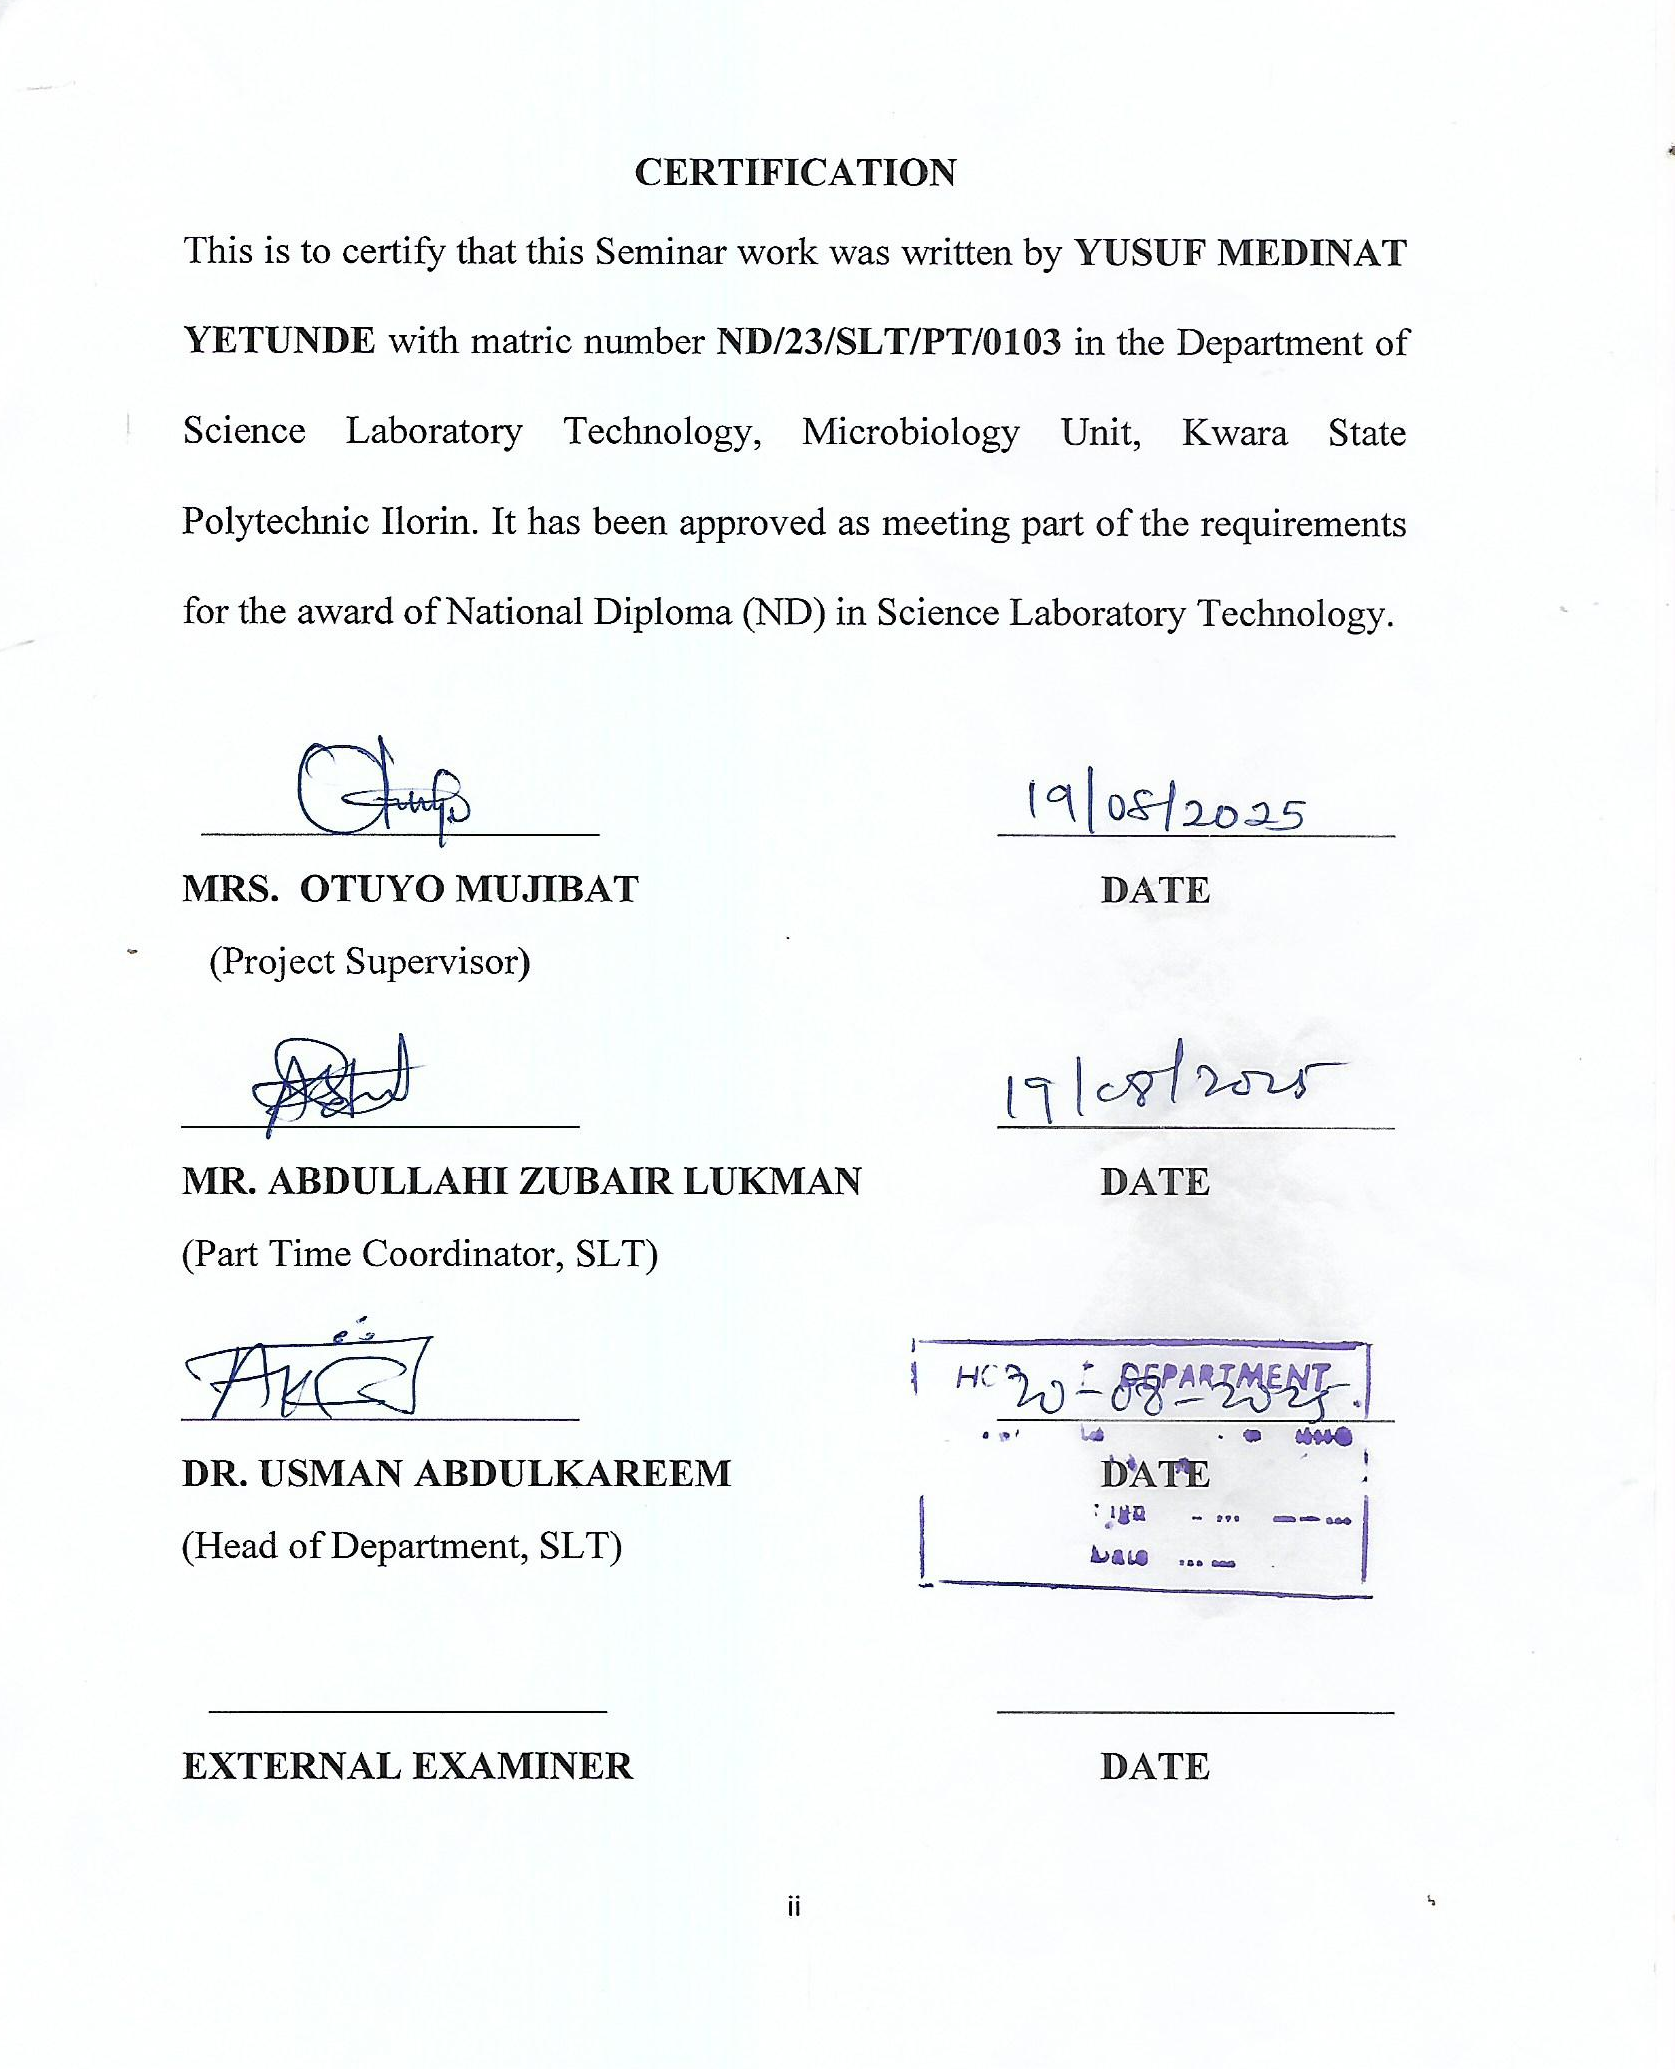 CERTIFICATION
This is to certify that this Seminar work was written by YUSUF MEDINAT
YETUNDE with matric number ND/23/SLT/PT/0103 in the Department of
Science Laboratory Technology, Microbiology Unit, Kwara State
Polytechnic Ilorin. It has been approved as meeting part of the requirements
for the award of National Diploma (ND) in Science Laboratory Technology.
19/08/2025
MRS. OTUYO MUJIBAT DATE
(Project Supervisor)
19/08/2025
MR. ABDULLAHI ZUBAIR LUKMAN DATE
(Part Time Coordinator, SLT)
DEPARTMENT
20-08-2025
DR. USMAN ABDULKAREEM DATE
(Head of Department, SLT)
EXTERNAL EXAMINER DATE
ii